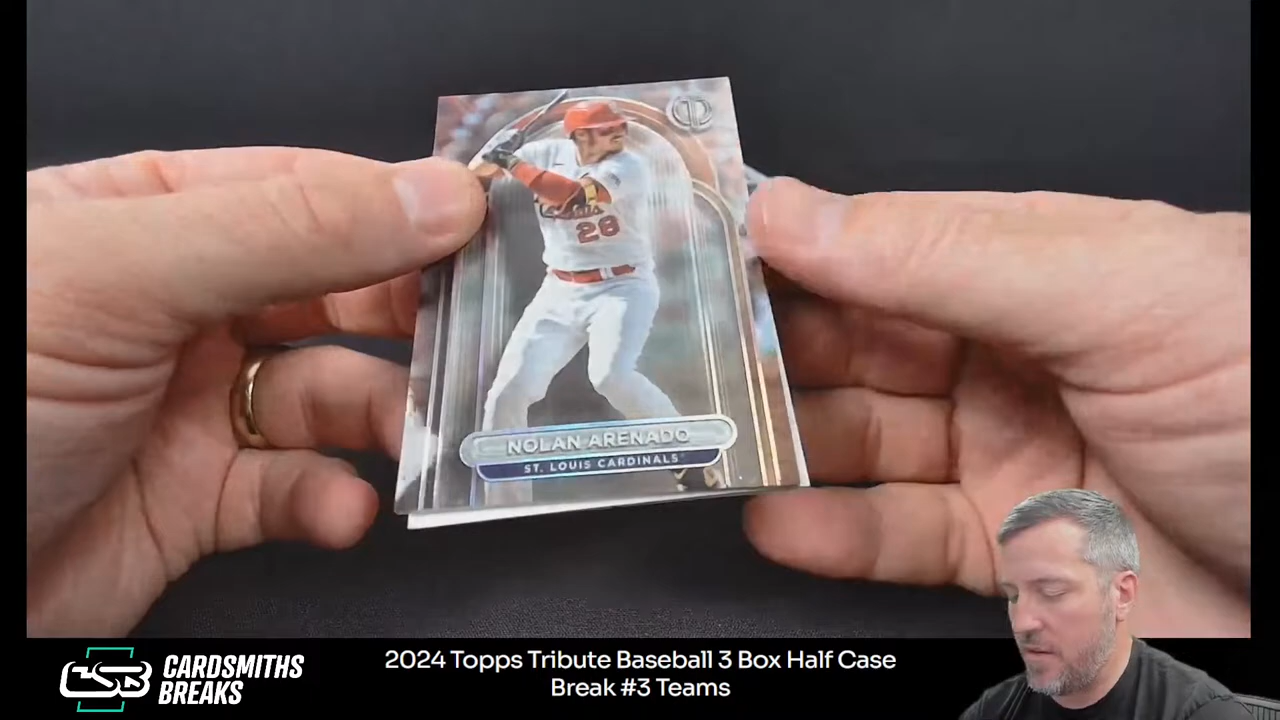 28
NOLAN ARENADO
ST. LOUIS CARDINALS
CSB
CARDSMITHS
BREAKS
2024 Topps Tribute Baseball 3 Box Half Case
Break #3 Teams